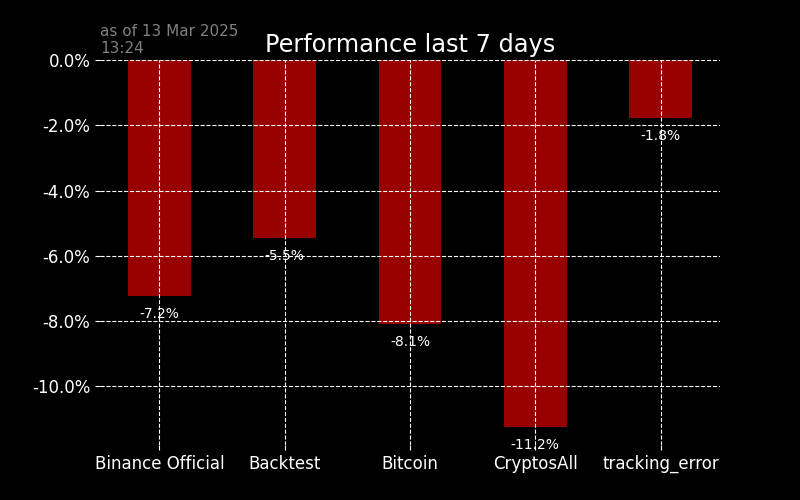 as of 13 Mar 2025
13:24
Performance last 7 days
0.0%
-2.0%
-4.0%
-6.0%
-8.0%
-10.0%
-7.2%
-5.5%
-8.1%
-11.2%
-1.8%
Binance Official
Backtest
Bitcoin
CryptosAll
tracking_error